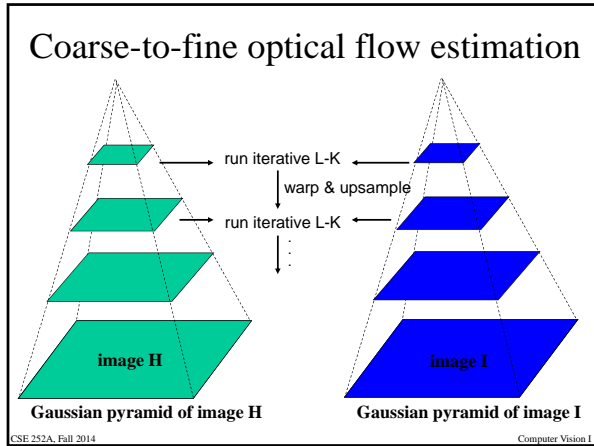 Coarse-to-fine optical flow estimation
run iterative L-K
warp & upsample
run iterative L-K
.
.
.
image H
image I
Gaussian pyramid of image H
Gaussian pyramid of image I
CSE 252A, Fall 2014
Computer Vision I